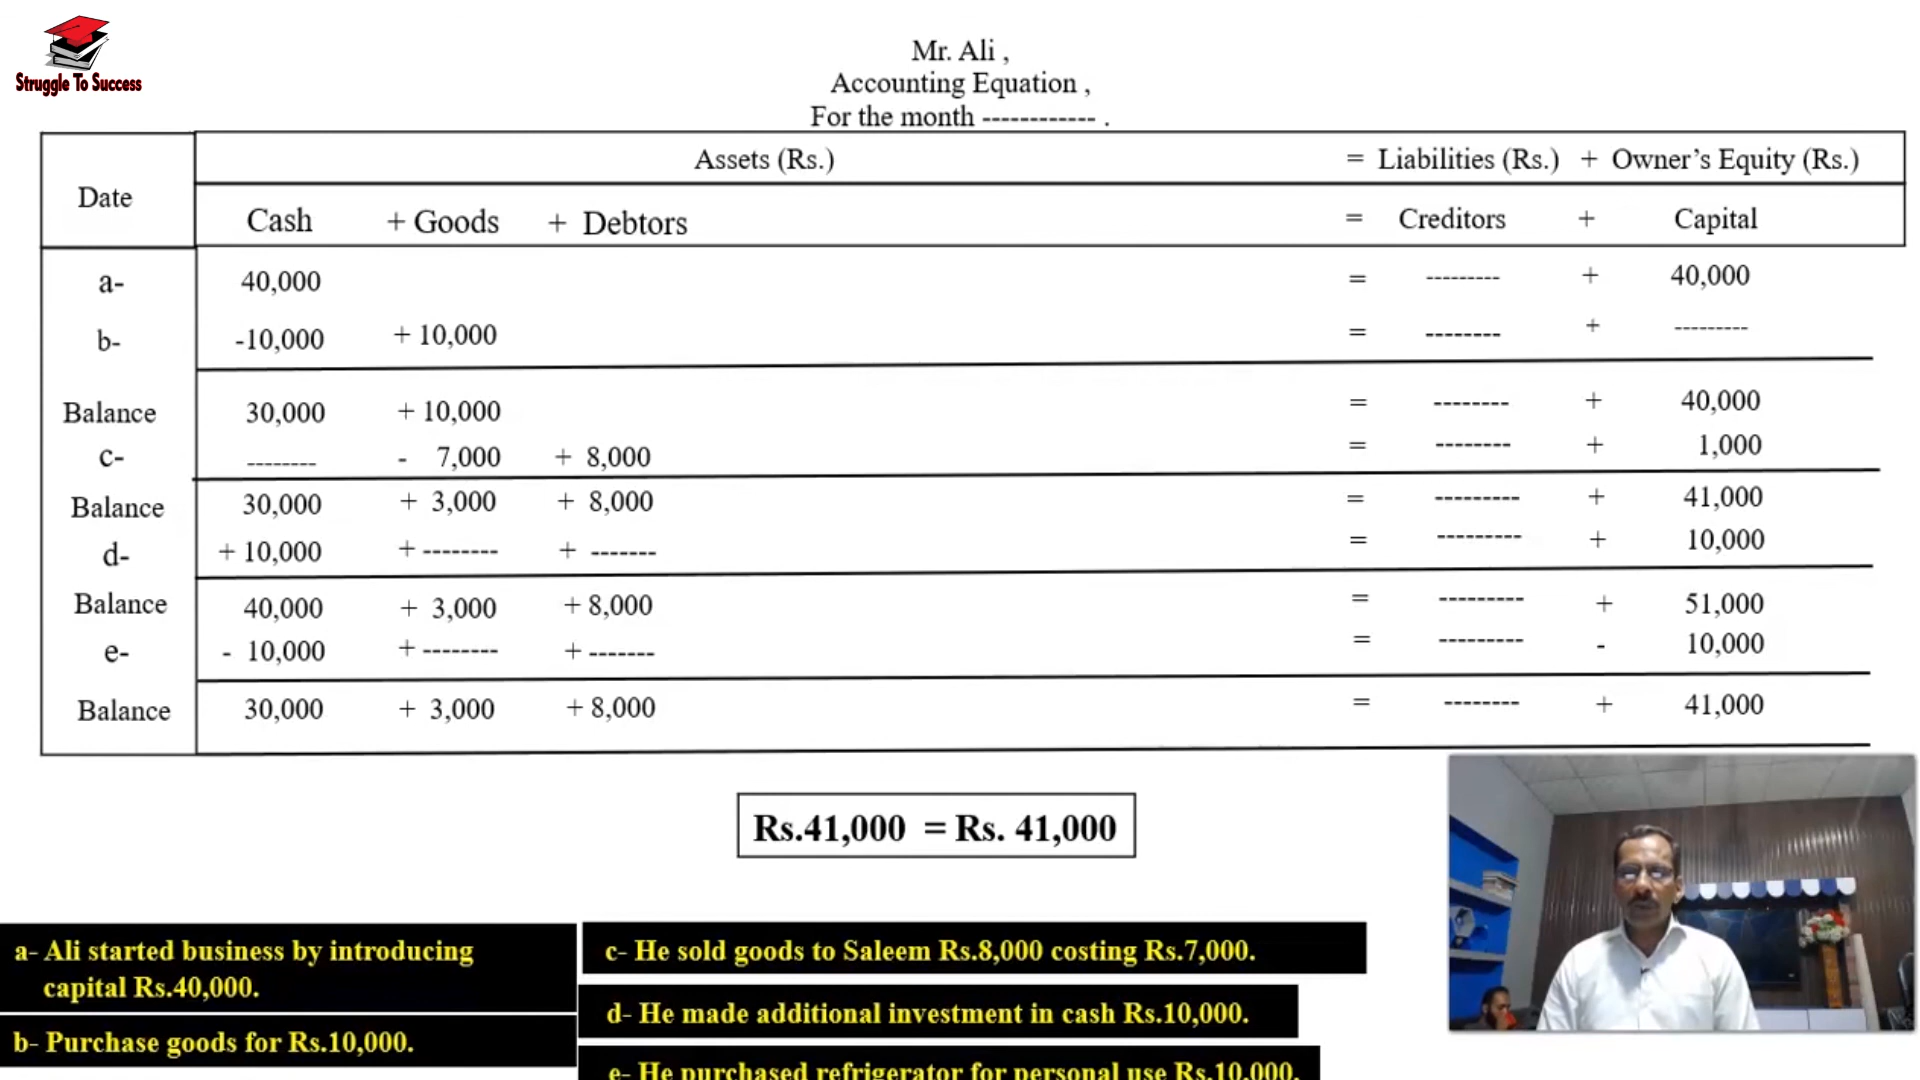 Struggle To Success
Mr. Ali ,
Accounting Equation ,
For the month ------------ .
Date
Assets (Rs.) = Liabilities (Rs.) + Owner’s Equity (Rs.)
Cash + Goods + Debtors = Creditors + Capital
a- 40,000 = --------- + 40,000
b- -10,000 + 10,000 = -------- + ---------
Balance 30,000 + 10,000 = -------- + 40,000
c- -------- - 7,000 + 8,000 = -------- + 1,000
Balance 30,000 + 3,000 + 8,000 = --------- + 41,000
d- + 10,000 + -------- + ------- = --------- + 10,000
Balance 40,000 + 3,000 + 8,000 = --------- + 51,000
e- - 10,000 + -------- + ------- = --------- - 10,000
Balance 30,000 + 3,000 + 8,000 = -------- + 41,000
Rs.41,000 = Rs. 41,000
a- Ali started business by introducing
capital Rs.40,000.
b- Purchase goods for Rs.10,000.
c- He sold goods to Saleem Rs.8,000 costing Rs.7,000.
d- He made additional investment in cash Rs.10,000.
e- He purchased refrigerator for personal use Rs.10,000.